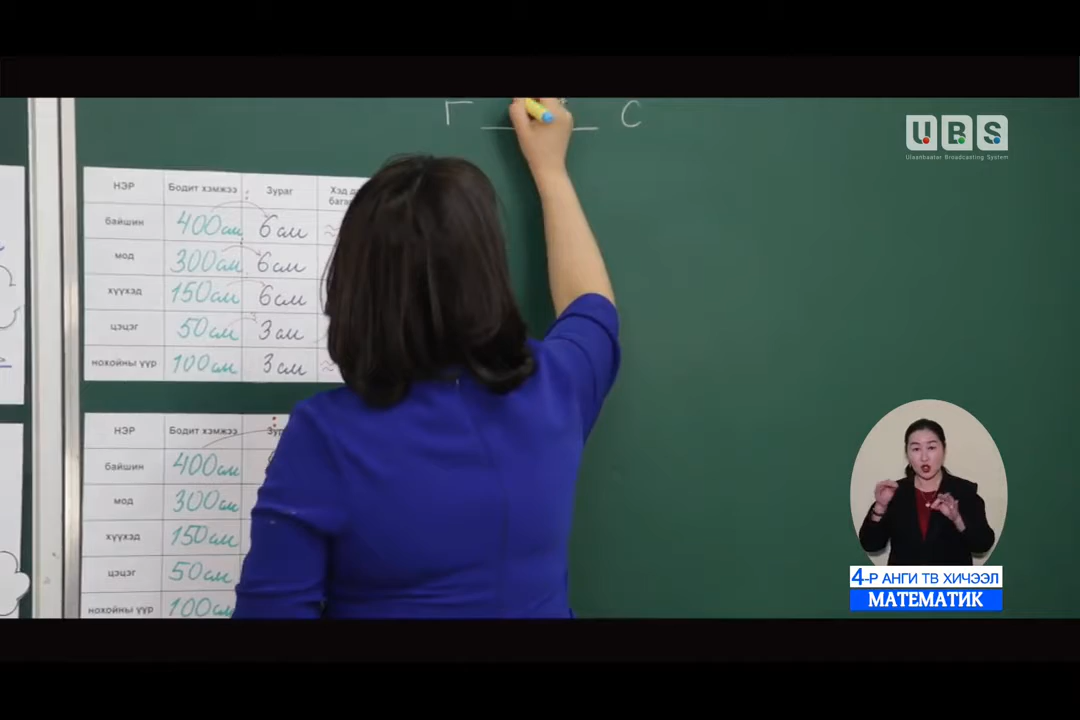 Г С
UBS
Ulaanbaatar Broadcasting System
НЭР Бодит хэмжээ Зураг
байшин 400см 6см
мод 300см 6см
хүүхэд 150см 6см
цэцэг 50см 3см
нохойны үүр 100см 3см
НЭР Бодит хэмжээ
байшин 400см
мод 300см
хүүхэд 150см
цэцэг 50см
нохойны үүр 100см
4-Р АНГИ ТВ ХИЧЭЭЛ
МАТЕМАТИК